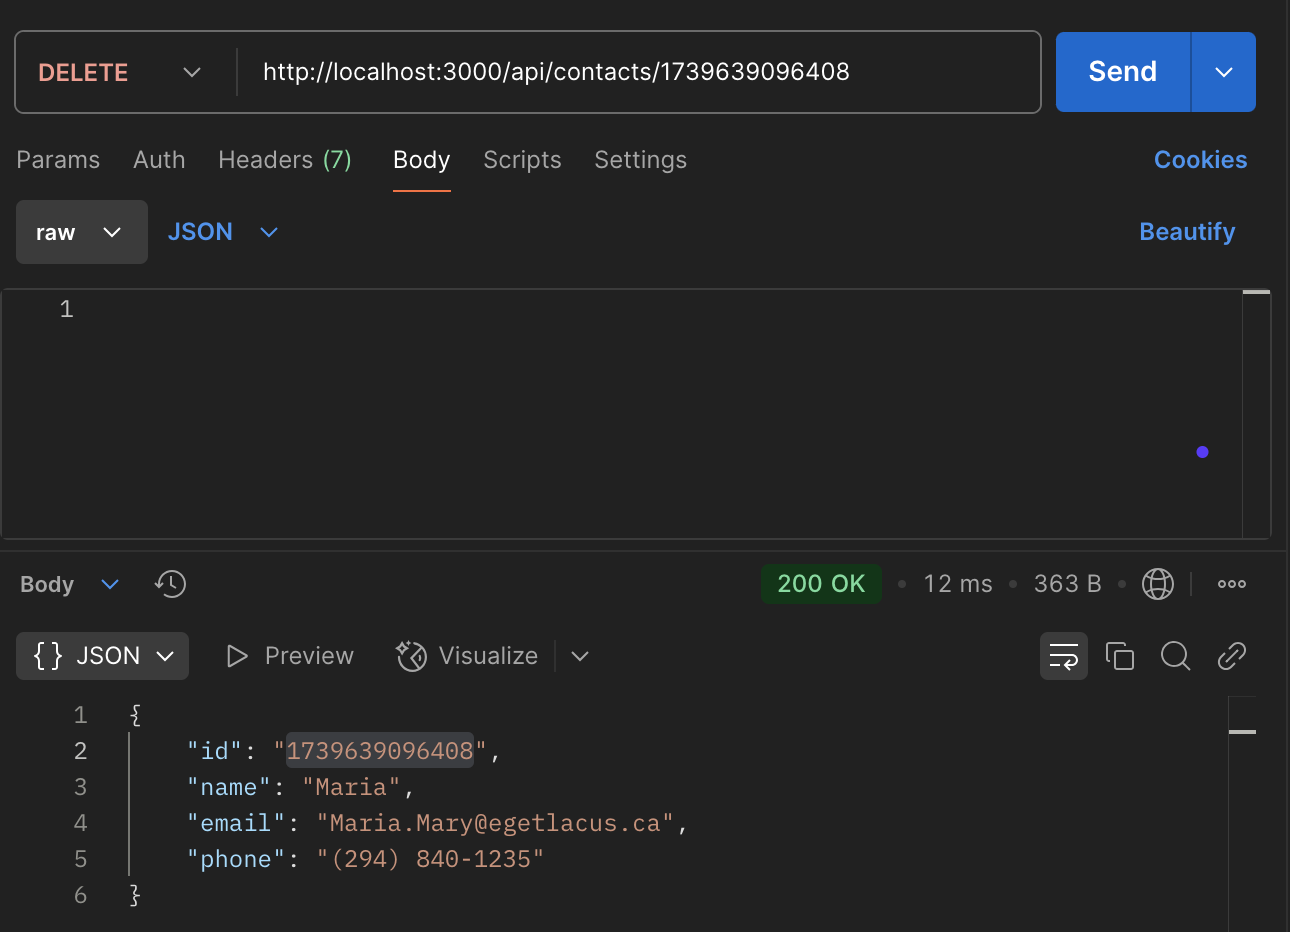 DELETE http://localhost:3000/api/contacts/1739639096408 Send
Params Auth Headers (7) Body Scripts Settings Cookies
raw JSON Beautify
1
Body 200 OK 12 ms 363 B
{} JSON Preview Visualize
1 {
2 "id": "1739639096408",
3 "name": "Maria",
4 "email": "Maria.Mary@egetlacus.ca",
5 "phone": "(294) 840-1235"
6 }